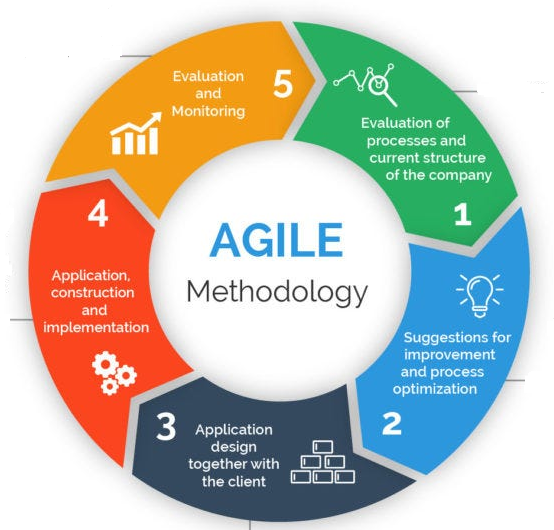 AGILE
Methodology
Evaluation of
processes and
current structure
of the company
1
Suggestions for
improvement
and process
optimization
2
3
Application
design
together with
the client
4
Application,
construction
and
implementation
Evaluation
and
Monitoring
5